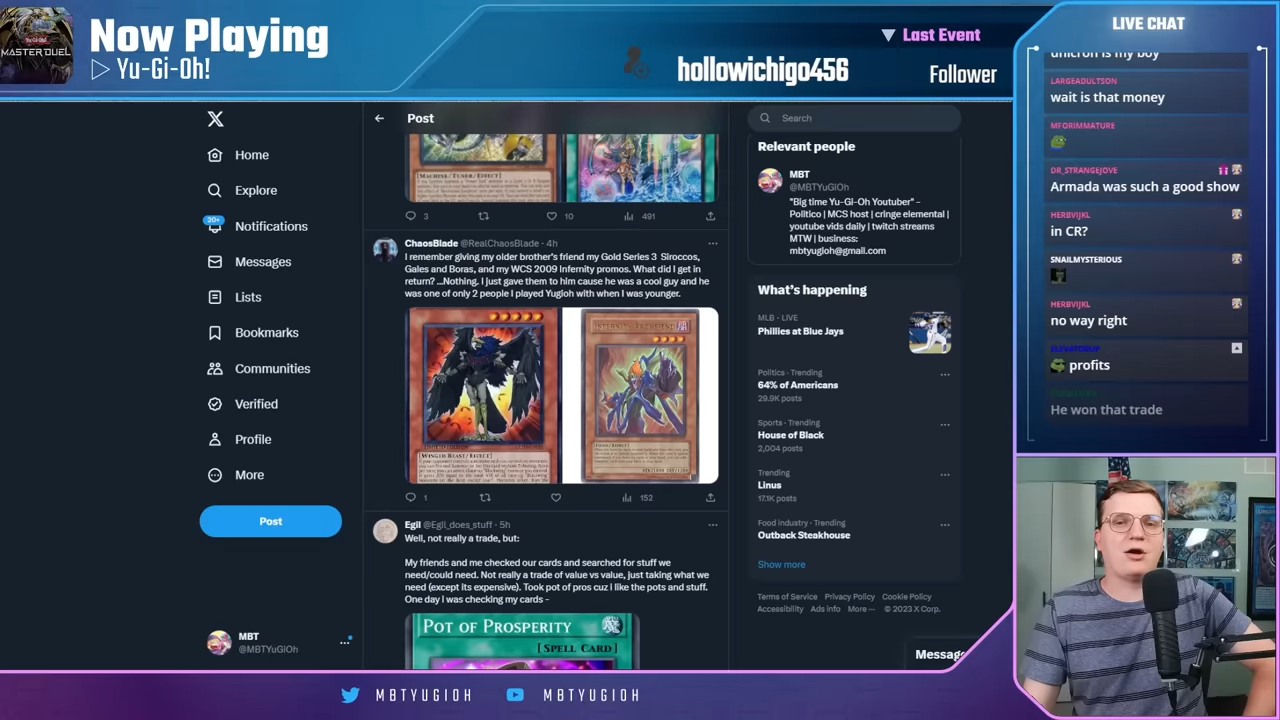 Now Playing
Yu-Gi-Oh!
MASTER DUEL
Last Event
hollowichigo456
Follower
LIVE CHAT
unicron is my boy
LARGEADULTSON
wait is that money
MFORIMMATURE
DR_STRANGEJOVE
Armada was such a good show
HERBVIJKL
in CR?
SNAILMYSTERIOUS
HERBVIJKL
no way right
profits
He won that trade
Home
Explore
20+
Notifications
Messages
Lists
Bookmarks
Communities
Verified
Profile
More
Post
MBT
@MBTYuGiOh
Post
[MACHINE/TUNER/EFFECT]
3
10
491
ChaosBlade @RealChaosBlade · 4h
I remember giving my older brother's friend my Gold Series 3 Siroccos,
Gales and Boras, and my WCS 2009 Infernity promos. What did I get in
return? ...Nothing. I just gave them to him cause he was a cool guy and he
was one of only 2 people I played Yugioh with when I was younger.
[WINGED BEAST/EFFECT]
1
152
Egil @Egil_does_stuff · 5h
Well, not really a trade, but:
My friends and me checked our cards and searched for stuff we
need/could need. Not really a trade of value vs value, just taking what we
need (except its expensive). Took pot of pros cuz i like the pots and stuff.
One day i was checking my cards -
POT OF PROSPERITY
[SPELL CARD]
Search
Relevant people
MBT
@MBTYuGiOh
"Big time Yu-Gi-Oh Youtuber" -
Politico | MCS host | cringe elemental |
youtube vids daily | twitch streams
MTW | business:
mbtyugioh@gmail.com
What's happening
MLB · LIVE
Phillies at Blue Jays
Politics · Trending
64% of Americans
29.9K posts
Sports · Trending
House of Black
2,004 posts
Trending
Linus
17.1K posts
Food industry · Trending
Outback Steakhouse
Show more
Terms of Service Privacy Policy Cookie Policy
Accessibility Ads info More ··· © 2023 X Corp.
Messag
MBTYUGIOH
MBTYUGIOH